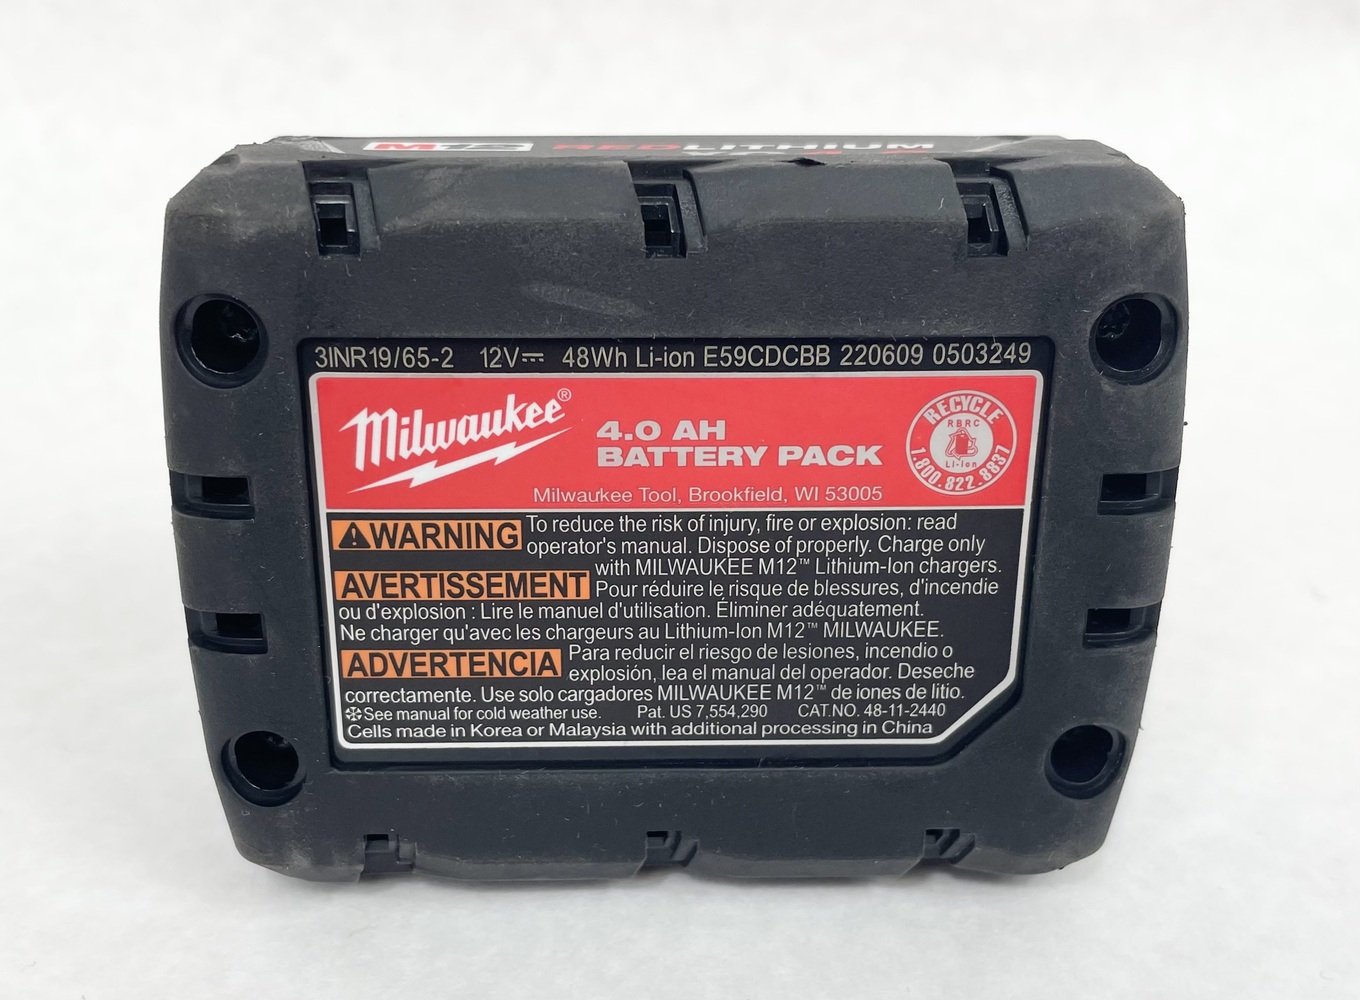 M12 REDLITHIUM
3INR19/65-2 12V⎓ 48Wh Li-ion E59CDCBB 220609 0503249
Milwaukee®
4.0 AH
BATTERY PACK
Milwaukee Tool, Brookfield, WI 53005
RECYCLE
RBRC
Li-ion
1.800.822.8837
⚠WARNING To reduce the risk of injury, fire or explosion: read
operator's manual. Dispose of properly. Charge only
with MILWAUKEE M12™ Lithium-Ion chargers.
AVERTISSEMENT Pour réduire le risque de blessures, d'incendie
ou d'explosion : Lire le manuel d'utilisation. Éliminer adéquatement.
Ne charger qu'avec les chargeurs au Lithium-Ion M12™ MILWAUKEE.
ADVERTENCIA Para reducir el riesgo de lesiones, incendio o
explosión, lea el manual del operador. Deseche
correctamente. Use solo cargadores MILWAUKEE M12™ de iones de litio.
❄See manual for cold weather use. Pat. US 7,554,290 CAT.NO. 48-11-2440
Cells made in Korea or Malaysia with additional processing in China